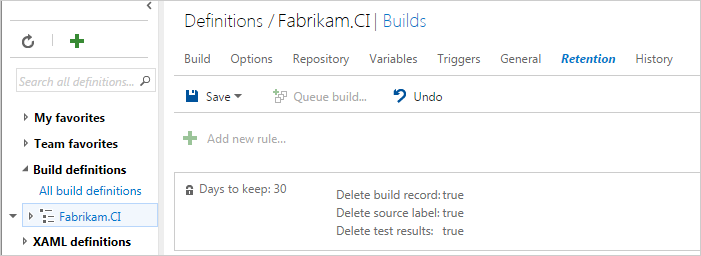 Definitions / Fabrikam.CI | Builds
Search all definitions...
My favorites
Team favorites
Build definitions
All build definitions
Fabrikam.CI
XAML definitions
Build Options Repository Variables Triggers General Retention History
Save Queue build... Undo
Add new rule...
Days to keep: 30
Delete build record: true
Delete source label: true
Delete test results: true